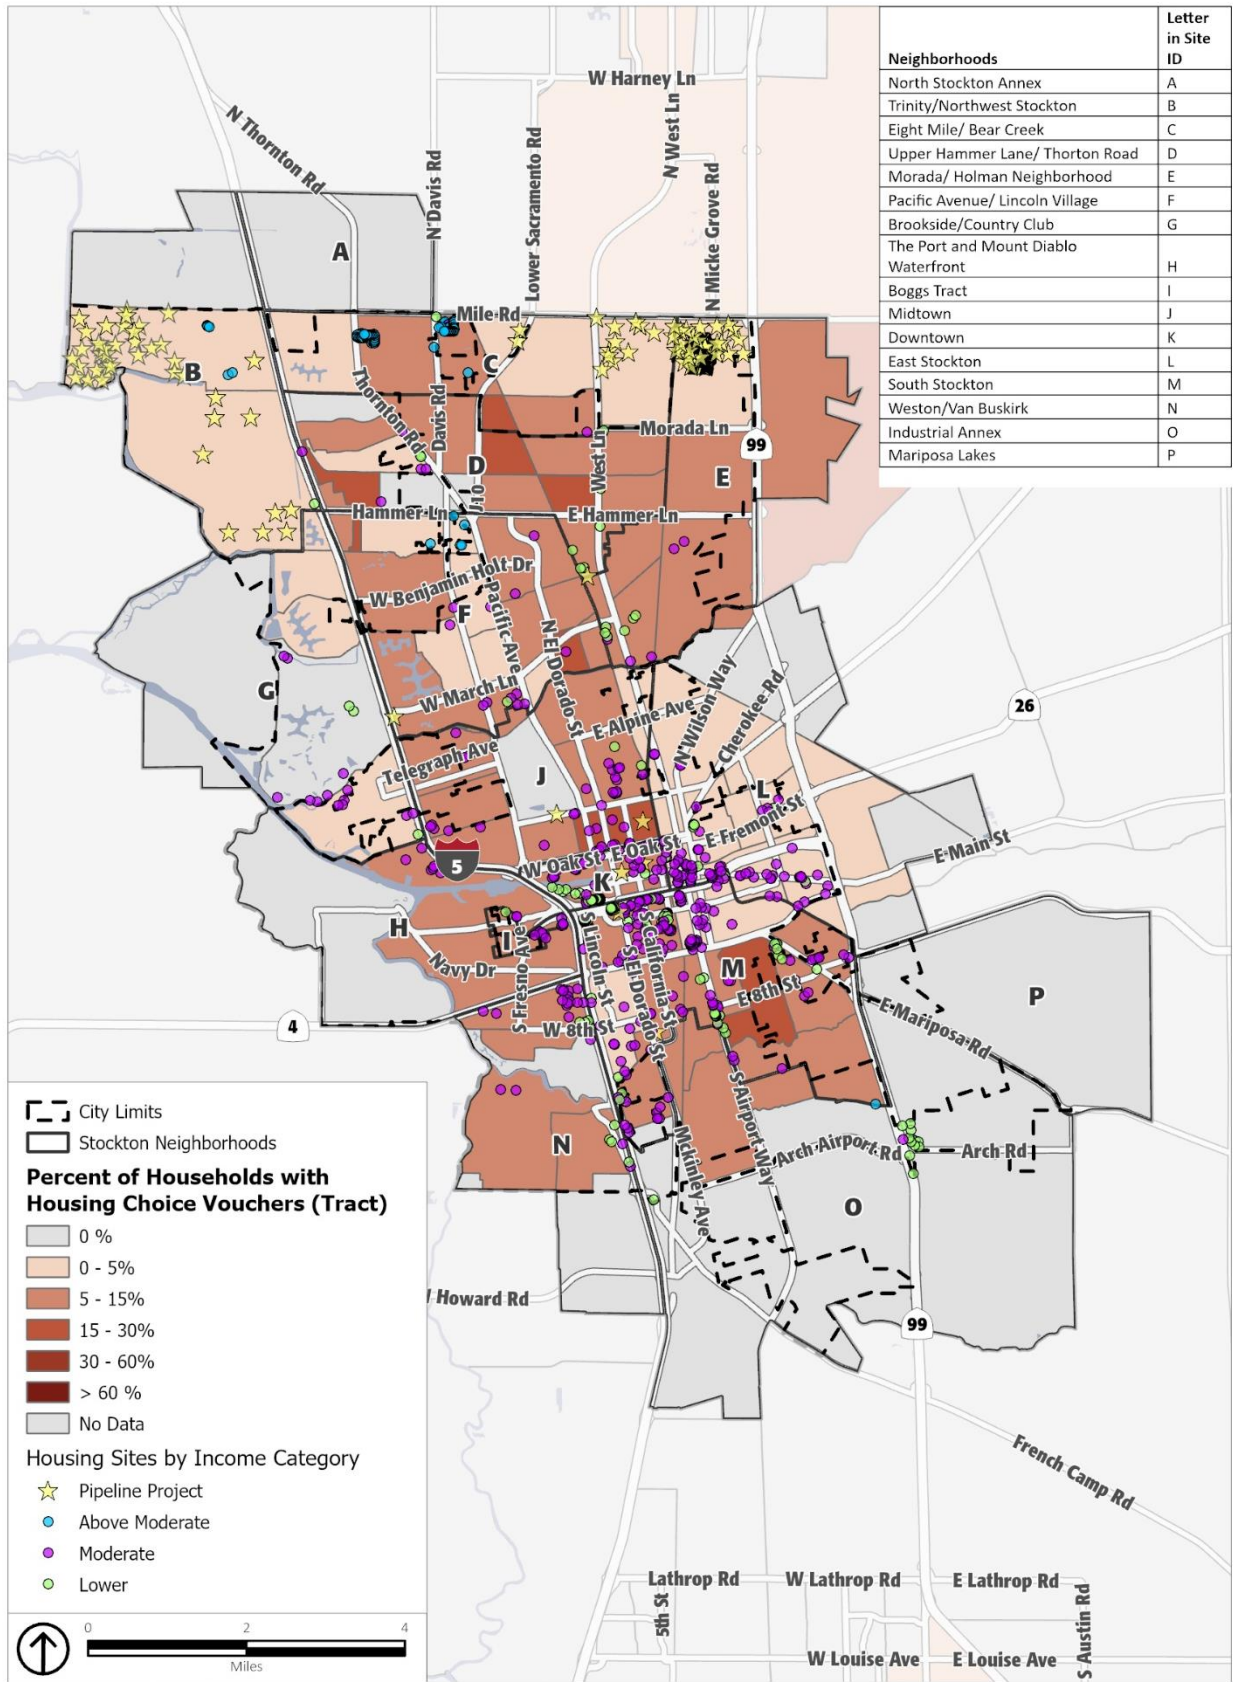 Neighborhoods
Letter
in Site
ID
North Stockton Annex A
Trinity/Northwest Stockton B
Eight Mile/ Bear Creek C
Upper Hammer Lane/ Thorton Road D
Morada/ Holman Neighborhood E
Pacific Avenue/ Lincoln Village F
Brookside/Country Club G
The Port and Mount Diablo
Waterfront H
Boggs Tract I
Midtown J
Downtown K
East Stockton L
South Stockton M
Weston/Van Buskirk N
Industrial Annex O
Mariposa Lakes P
W Harney Ln
N Thornton Rd
N Davis Rd
Lower Sacramento Rd
N West Ln
N Micke Grove Rd
A
Mile Rd
B
C
Thornton Rd
Davis Rd
West Ln
Morada Ln
99
D
E
J10
Hammer Ln
E Hammer Ln
W Benjamin Holt Dr
F
Pacific Ave
N El Dorado St
G
W March Ln
N Wilson Way
Cherokee Rd
26
E Alpine Ave
Telegraph Ave
J
L
E Fremont St
E Main St
5
W Oak St
E Oak St
K
H
I
Navy Dr
S Fresno Ave
S Lincoln St
S El Dorado St
S California St
M
E 8th St
P
4
W 8th St
E Mariposa Rd
N
Mckinley Ave
S Airport Way
Arch Airport Rd
Arch Rd
O
Howard Rd
99
French Camp Rd
Lathrop Rd
W Lathrop Rd
E Lathrop Rd
5th St
S Austin Rd
W Louise Ave
E Louise Ave
City Limits
Stockton Neighborhoods
Percent of Households with
Housing Choice Vouchers (Tract)
0 %
0 - 5%
5 - 15%
15 - 30%
30 - 60%
> 60 %
No Data
Housing Sites by Income Category
Pipeline Project
Above Moderate
Moderate
Lower
0 2 4
Miles